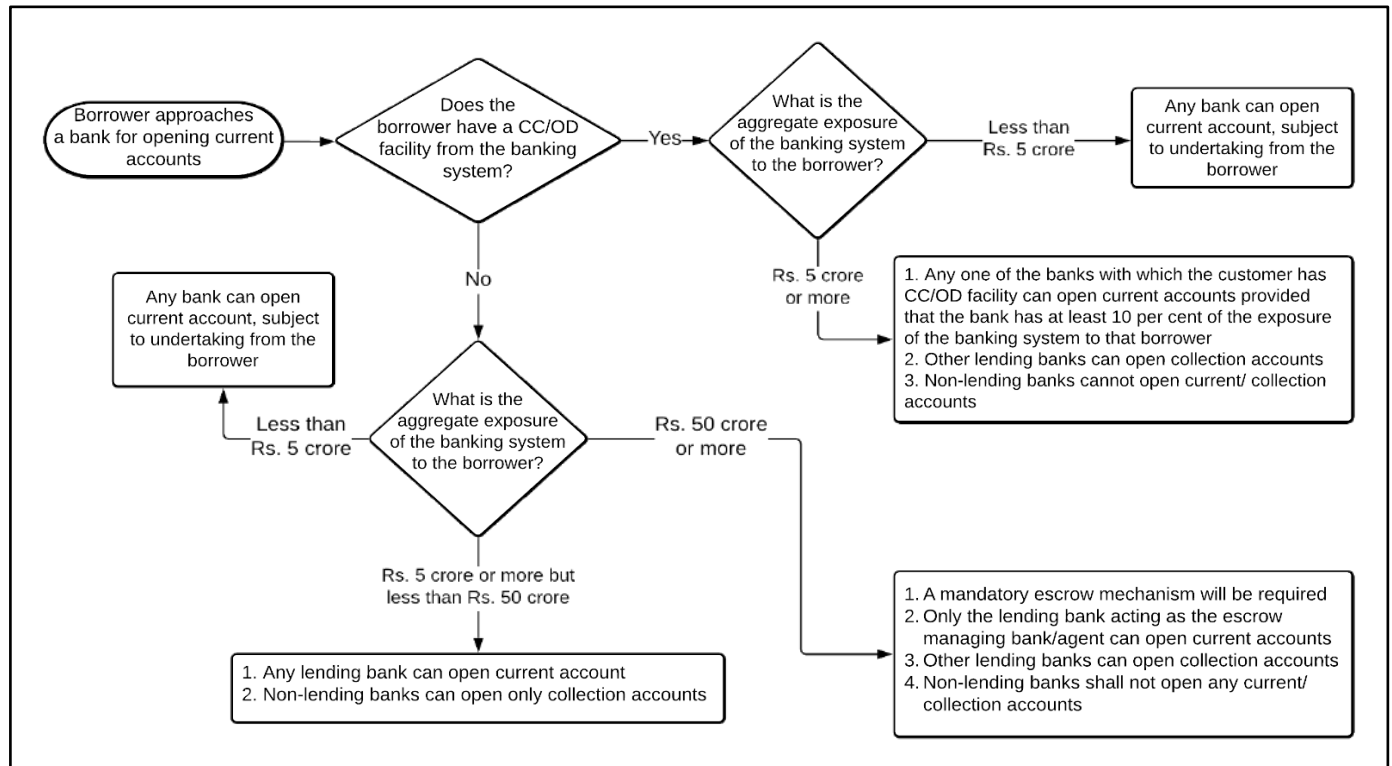 Borrower approaches
a bank for opening current
accounts
Does the
borrower have a CC/OD
facility from the banking
system?
Yes
What is the
aggregate exposure
of the banking system
to the borrower?
Less than
Rs. 5 crore
Any bank can open
current account, subject
to undertaking from the
borrower
Rs. 5 crore
or more
1. Any one of the banks with which the customer has
CC/OD facility can open current accounts provided
that the bank has at least 10 per cent of the exposure
of the banking system to that borrower
2. Other lending banks can open collection accounts
3. Non-lending banks cannot open current/ collection
accounts
No
What is the
aggregate exposure
of the banking system
to the borrower?
Less than
Rs. 5 crore
Any bank can open
current account, subject
to undertaking from the
borrower
Rs. 5 crore or more but
less than Rs. 50 crore
1. Any lending bank can open current account
2. Non-lending banks can open only collection accounts
Rs. 50 crore
or more
1. A mandatory escrow mechanism will be required
2. Only the lending bank acting as the escrow
managing bank/agent can open current accounts
3. Other lending banks can open collection accounts
4. Non-lending banks shall not open any current/
collection accounts